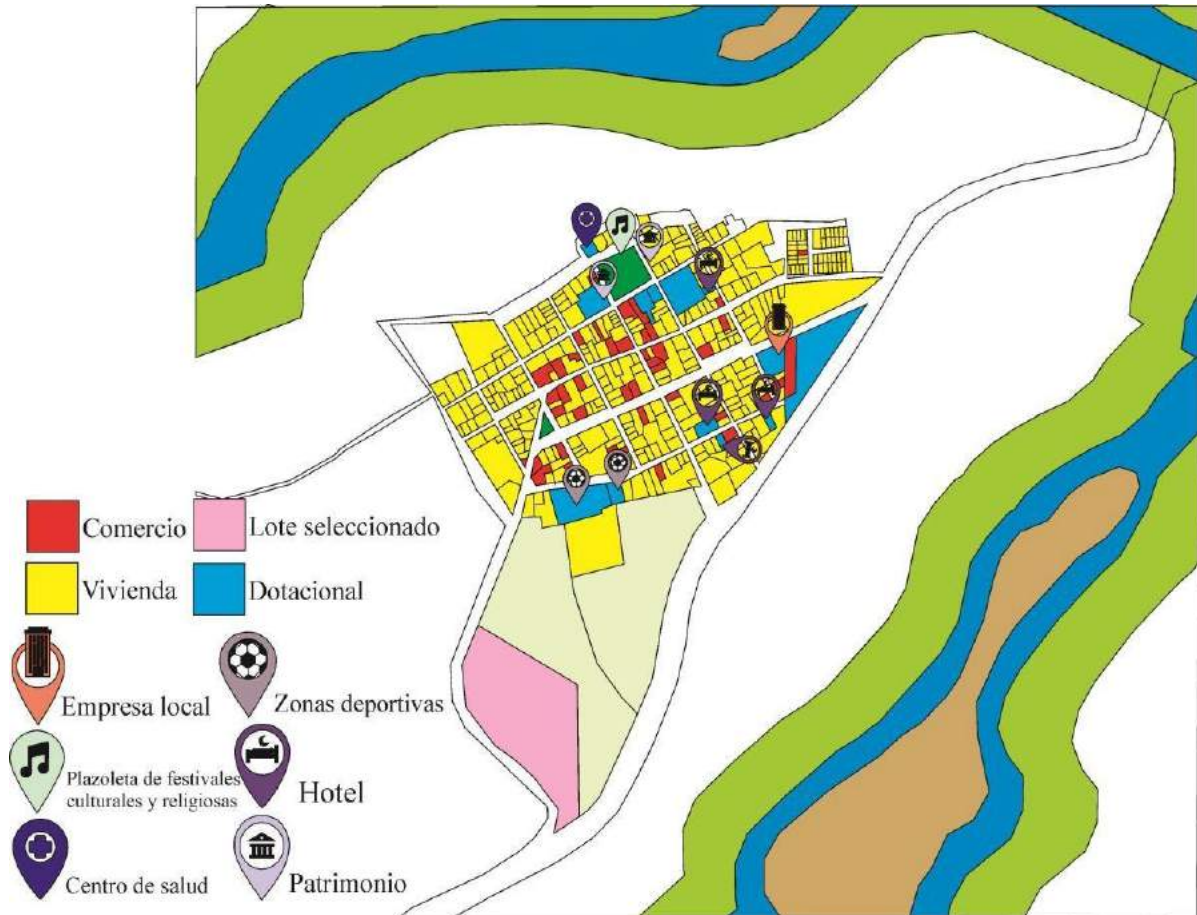 Comercio
Lote seleccionado
Vivienda
Dotacional
Empresa local
Zonas deportivas
Plazoleta de festivales
culturales y religiosas
Hotel
Centro de salud
Patrimonio